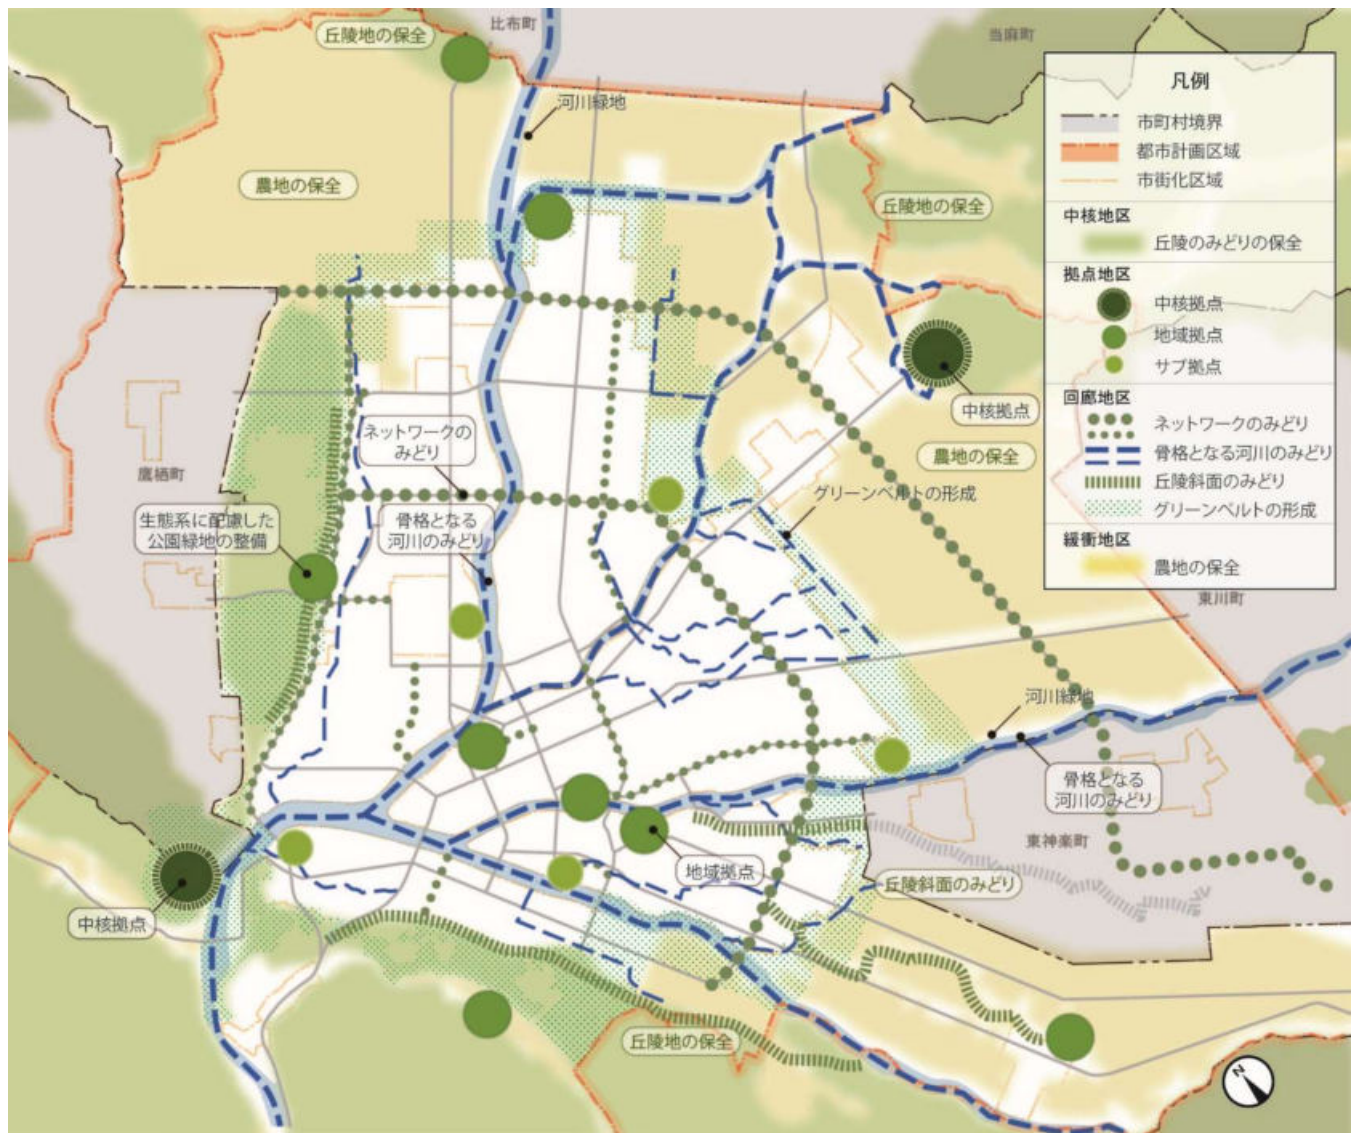 丘陵地の保全
比布町
当麻町
河川緑地
農地の保全
丘陵地の保全
凡例
市町村境界
都市計画区域
市街化区域
中核地区
丘陵のみどりの保全
拠点地区
中核拠点
地域拠点
サブ拠点
回廊地区
ネットワークのみどり
骨格となる河川のみどり
丘陵斜面のみどり
グリーンベルトの形成
緩衝地区
農地の保全
中核拠点
ネットワークの
みどり
農地の保全
鷹栖町
グリーンベルトの形成
生態系に配慮した
公園緑地の整備
骨格となる
河川のみどり
東川町
河川緑地
骨格となる
河川のみどり
東神楽町
地域拠点
丘陵斜面のみどり
中核拠点
丘陵地の保全
N